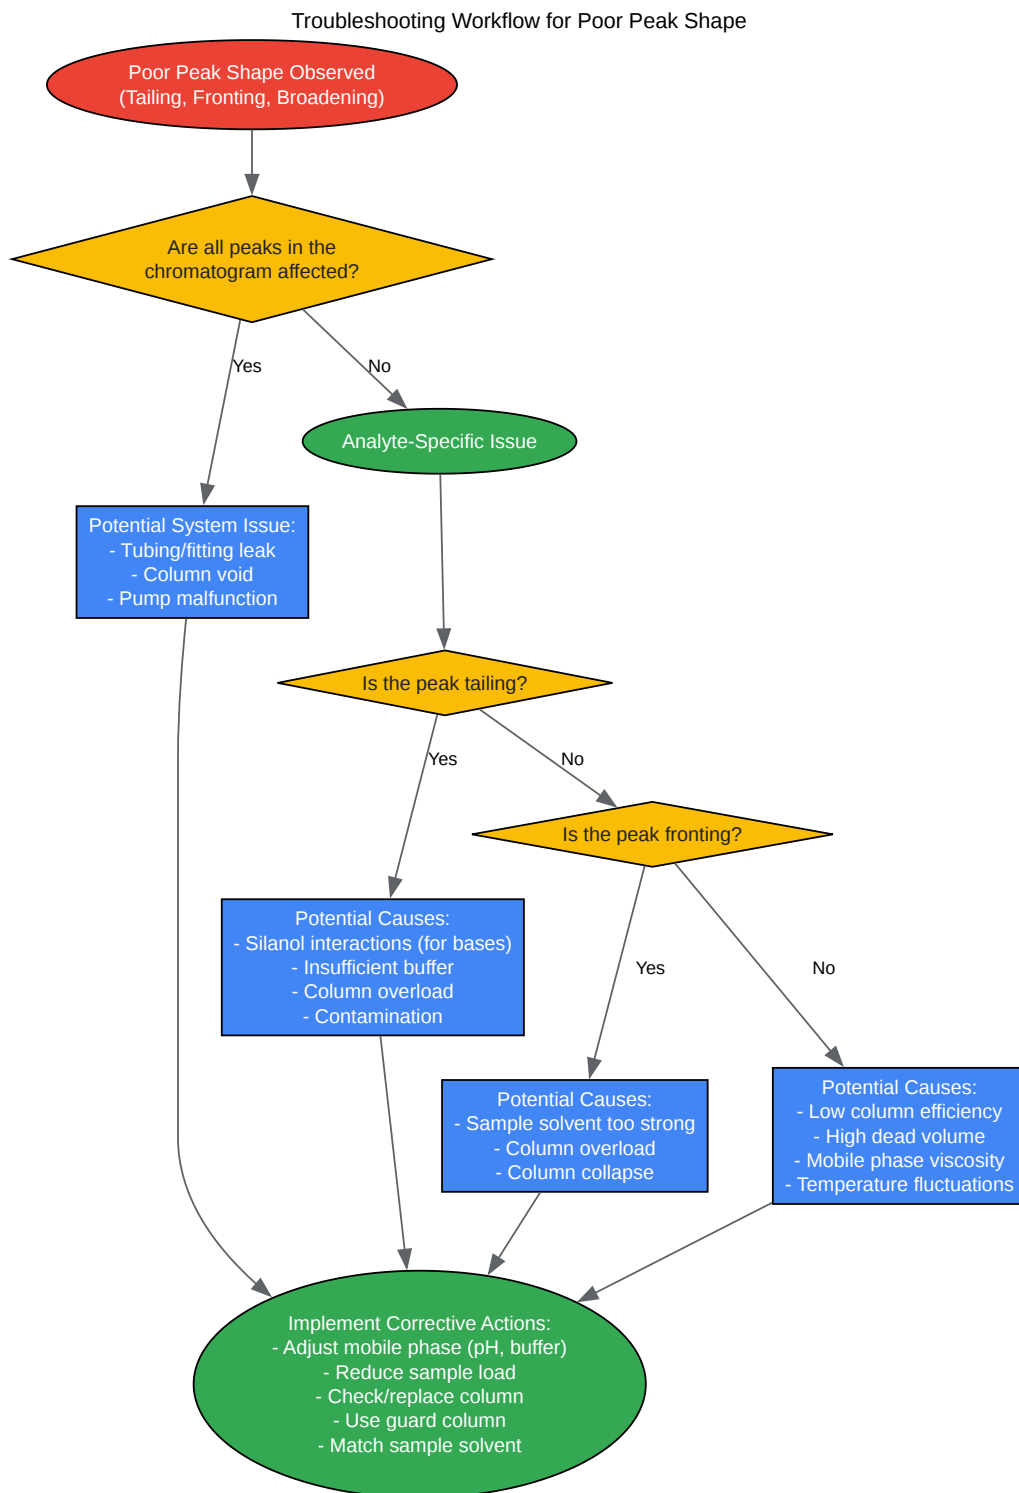 Troubleshooting Workflow for Poor Peak Shape
Poor Peak Shape Observed
(Tailing, Fronting, Broadening)
Are all peaks in the
chromatogram affected?
Yes
No
Analyte-Specific Issue
Potential System Issue:
- Tubing/fitting leak
- Column void
- Pump malfunction
Is the peak tailing?
Yes
No
Is the peak fronting?
Potential Causes:
- Silanol interactions (for bases)
- Insufficient buffer
- Column overload
- Contamination
Yes
No
Potential Causes:
- Sample solvent too strong
- Column overload
- Column collapse
Potential Causes:
- Low column efficiency
- High dead volume
- Mobile phase viscosity
- Temperature fluctuations
Implement Corrective Actions:
- Adjust mobile phase (pH, buffer)
- Reduce sample load
- Check/replace column
- Use guard column
- Match sample solvent